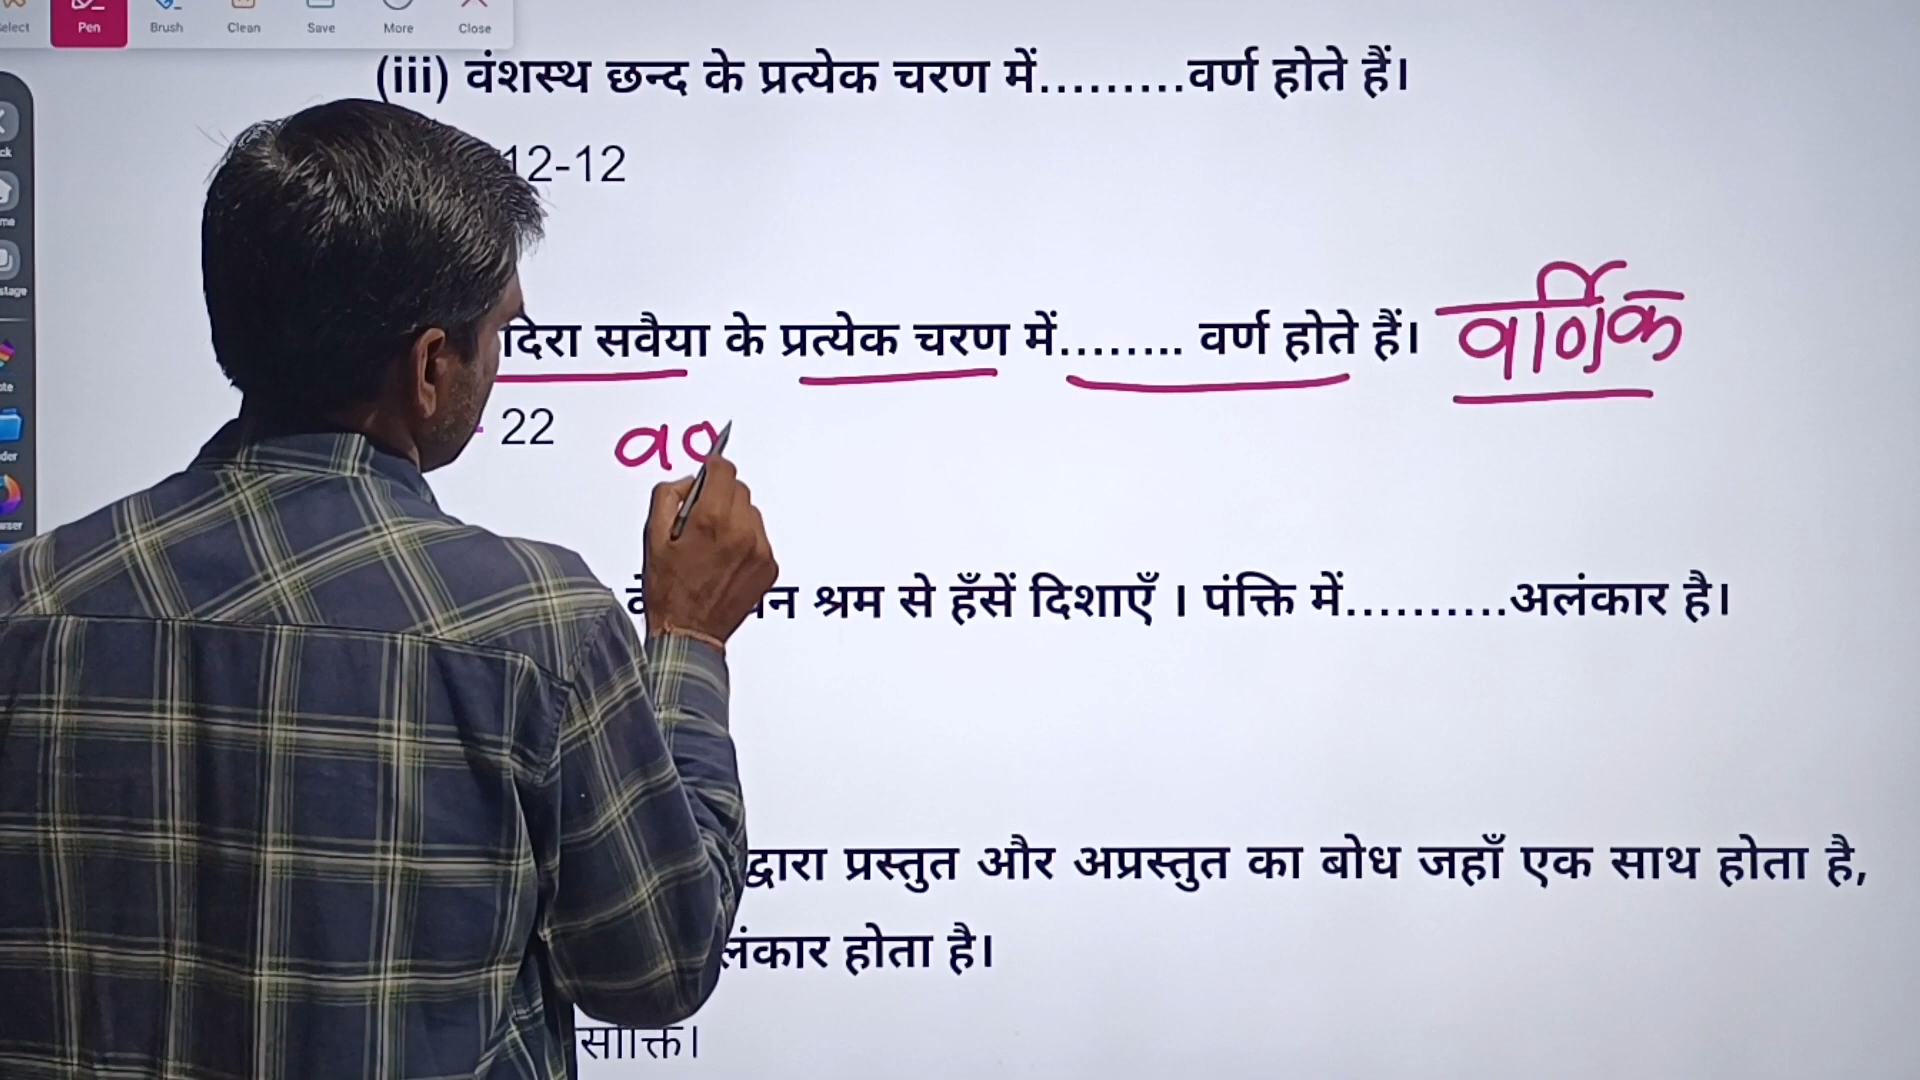 Pen Brush Clean Save More Close
(iii) वंशस्थ छन्द के प्रत्येक चरण में.........वर्ण होते हैं।
12-12
सवैया के प्रत्येक चरण में........ वर्ण होते हैं। वर्णिक
22
श्रम से हँसें दिशाएँ । पंक्ति में..........अलंकार है।
द्वारा प्रस्तुत और अप्रस्तुत का बोध जहाँ एक साथ होता है,
होता है।